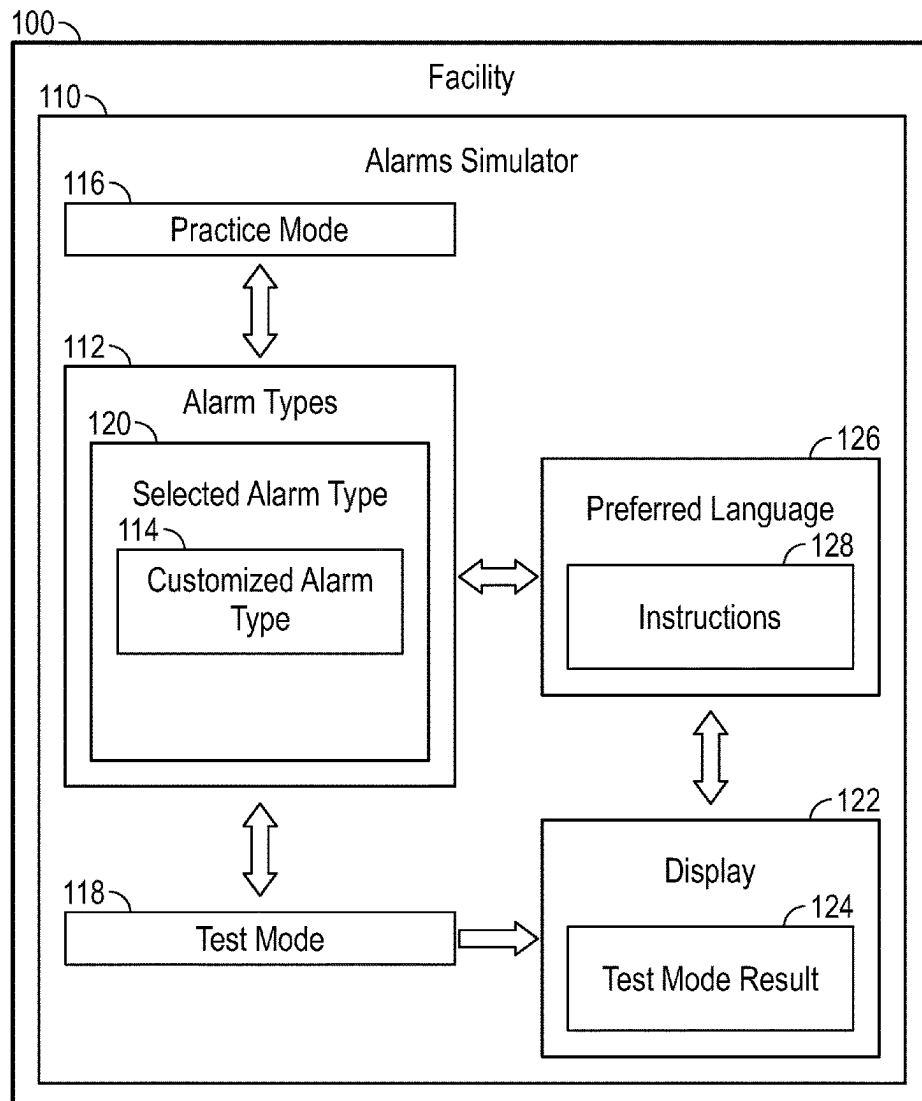 100
Facility
110
Alarms Simulator
116
Practice Mode
112
Alarm Types
120
Selected Alarm Type
114
Customized Alarm
Type
126
Preferred Language
128
Instructions
122
Display
124
Test Mode Result
118
Test Mode